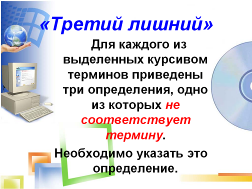 «Третий лишний»
Для каждого из
выделенных курсивом
терминов приведены
три определения, одно
из которых не
соответствует
термину.
Необходимо указать это
определение.